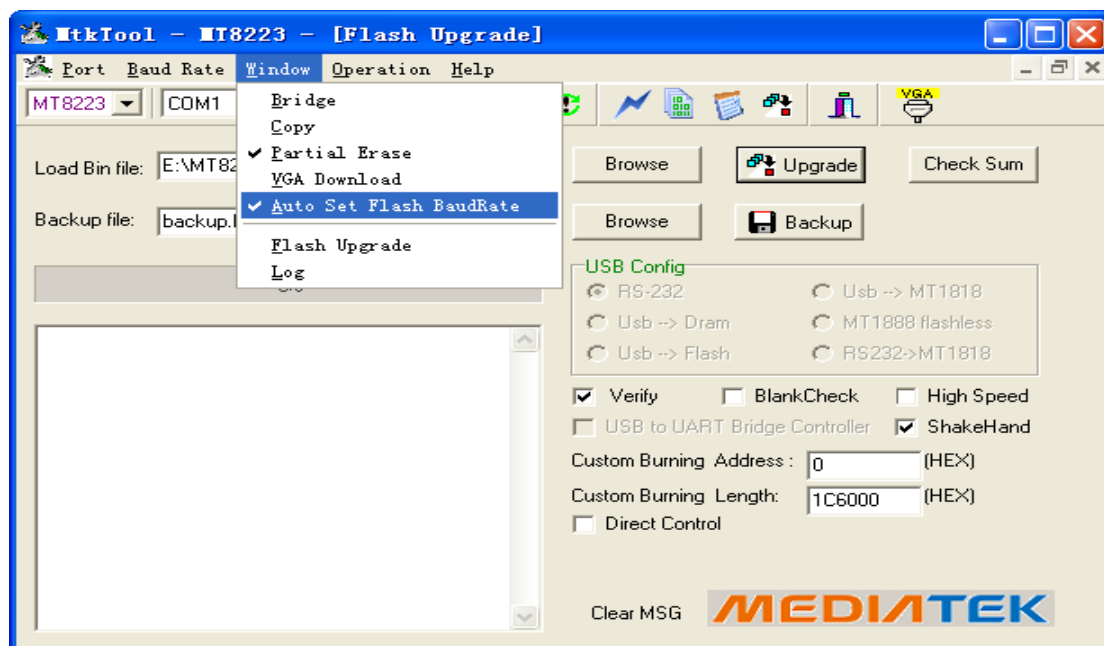 MtkTool - MT8223 - [Flash Upgrade]
Port Baud Rate Window Operation Help
MT8223 COM1 VGA
Bridge
Copy
Partial Erase
VGA Download
Auto Set Flash BaudRate
Flash Upgrade
Log
Load Bin file: E:\MT82 Browse Upgrade Check Sum
Backup file: backup. Browse Backup
USB Config
RS-232 Usb --> MT1818
Usb --> Dram MT1888 flashless
Usb --> Flash RS232->MT1818
Verify BlankCheck High Speed
USB to UART Bridge Controller ShakeHand
Custom Burning Address : 0 (HEX)
Custom Burning Length: 1C6000 (HEX)
Direct Control
Clear MSG MEDIATEK